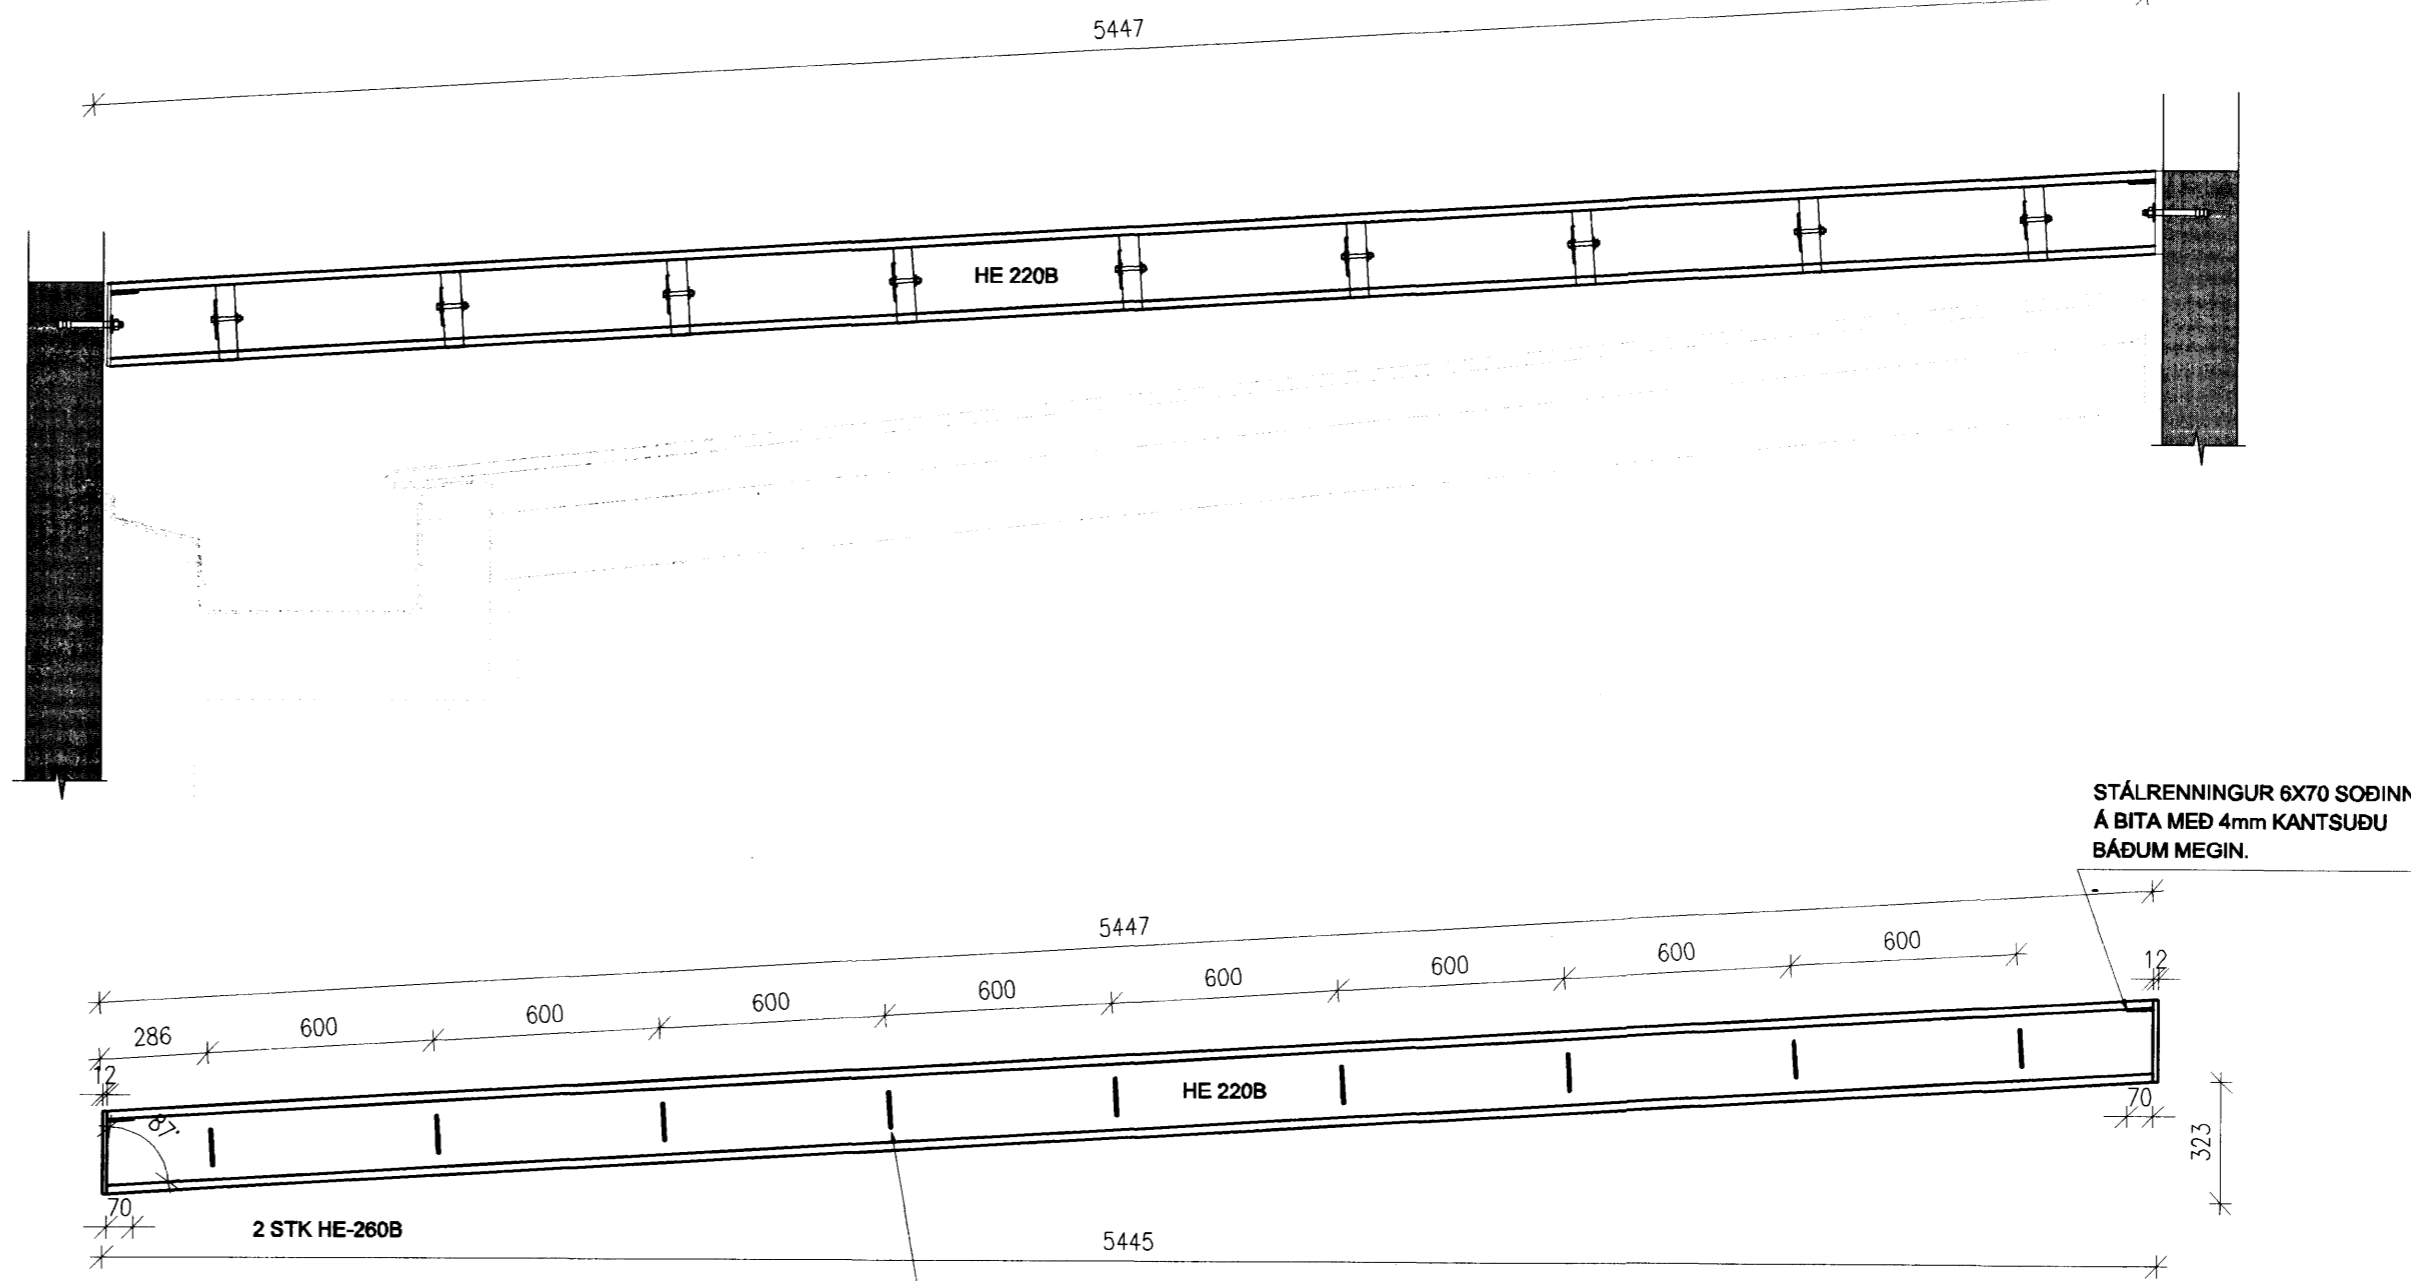 5447
HE 220B
STÁLRENNINGUR 6X70 SOÐINN
Á BITA MEÐ 4mm KANTSUÐU
BÁÐUM MEGIN.
5447
286 600 600 600 600 600 600 600 600
12
12
HE 220B
87°
70
70
323
2 STK HE-260B
5445